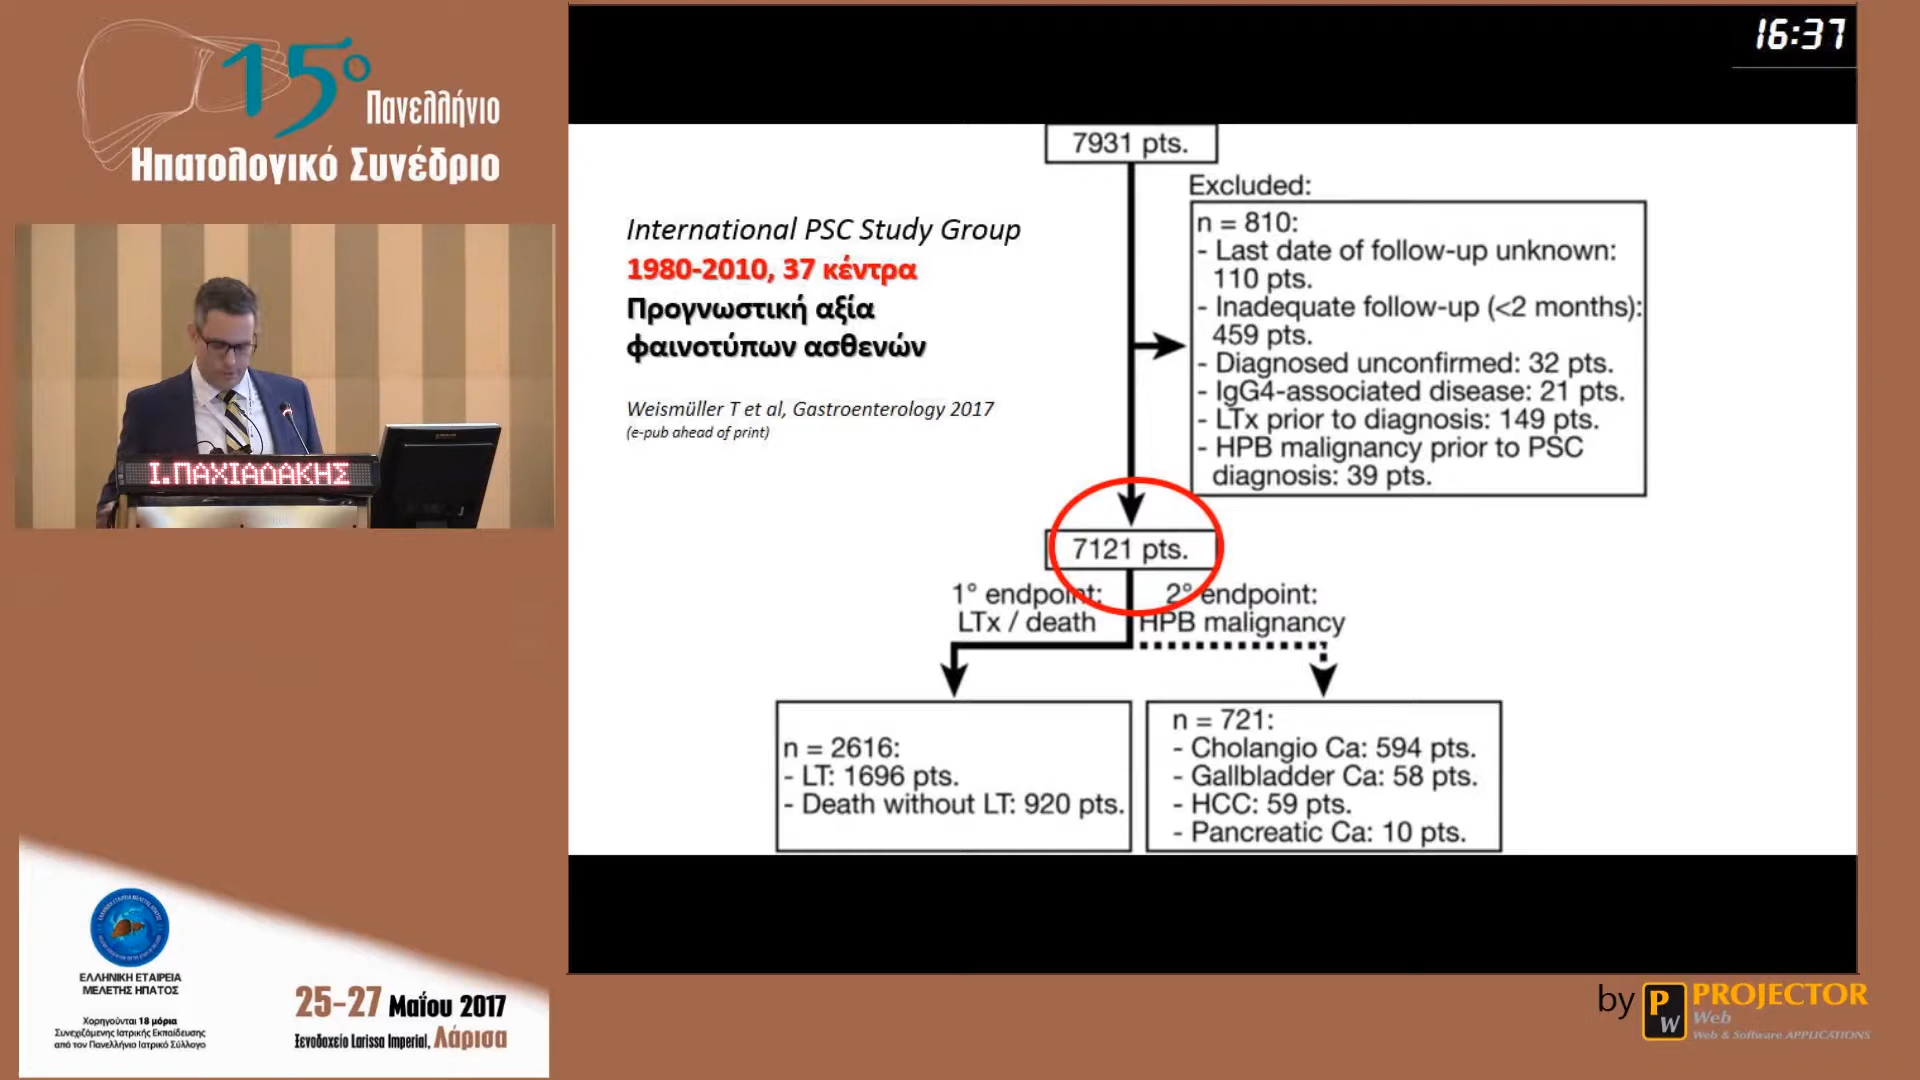 15ο
Πανελλήνιο
Ηπατολογικό Συνέδριο
Ι.ΠΑΧΙΑΔΑΚΗΣ
ΕΛΛΗΝΙΚΗ ΕΤΑΙΡΕΙΑ
ΜΕΛΕΤΗΣ ΗΠΑΤΟΣ
Χορηγούνται 18 μόρια
Συνεχιζόμενης Ιατρικής Εκπαίδευσης
από τον Πανελλήνιο Ιατρικό Σύλλογο
25-27 Μαΐου 2017
Ξενοδοχείο Larissa Imperial, Λάρισα
16:37
International PSC Study Group
1980-2010, 37 κέντρα
Προγνωστική αξία
φαινοτύπων ασθενών
Weismüller T et al, Gastroenterology 2017
(e-pub ahead of print)
7931 pts.
Excluded:
n = 810:
- Last date of follow-up unknown:
110 pts.
- Inadequate follow-up (<2 months):
459 pts.
- Diagnosed unconfirmed: 32 pts.
- IgG4-associated disease: 21 pts.
- LTx prior to diagnosis: 149 pts.
- HPB malignancy prior to PSC
diagnosis: 39 pts.
7121 pts.
1° endpoint:
LTx / death
2° endpoint:
HPB malignancy
n = 2616:
- LT: 1696 pts.
- Death without LT: 920 pts.
n = 721:
- Cholangio Ca: 594 pts.
- Gallbladder Ca: 58 pts.
- HCC: 59 pts.
- Pancreatic Ca: 10 pts.
by PW PROJECTOR
Web
Web & Software APPLICATIONS